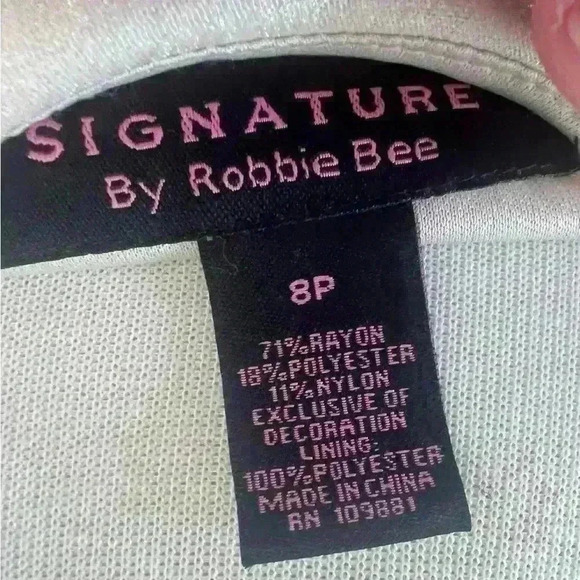 SIGNATURE
By Robbie Bee
8P
71%RAYON
18%POLYESTER
11%NYLON
EXCLUSIVE OF
DECORATION
LINING:
100%POLYESTER
MADE IN CHINA
RN 109881